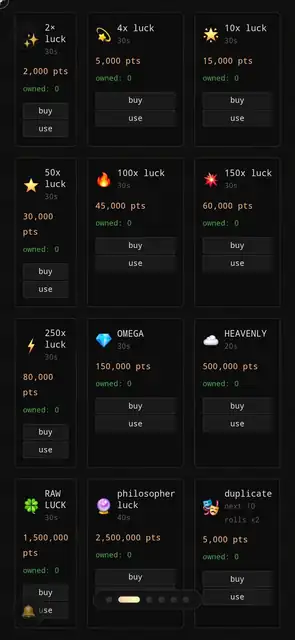 2×
luck
30s
2,000 pts
owned: 0
buy
use
4x luck
30s
5,000 pts
owned: 0
buy
use
10x luck
30s
15,000 pts
owned: 0
buy
use
50x
luck
30s
30,000
pts
owned: 0
buy
use
100x luck
30s
45,000 pts
owned: 0
buy
use
150x luck
30s
60,000 pts
owned: 0
buy
use
250x
luck
30s
80,000
pts
owned: 0
buy
use
OMEGA
30s
150,000 pts
owned: 0
buy
use
HEAVENLY
20s
500,000 pts
owned: 0
buy
use
RAW
LUCK
30s
1,500,000
pts
owned: 0
buy
use
philosopher
luck
40s
2,500,000 pts
owned: 0
buy
duplicate
next 10
rolls x2
5,000 pts
owned: 0
buy
use